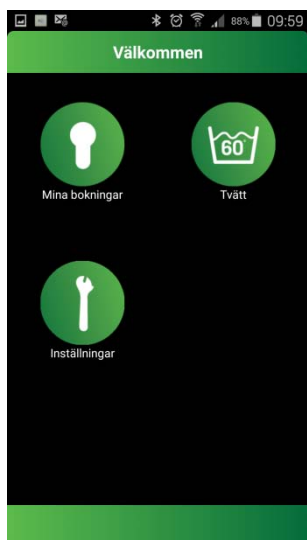 88% 09:59
Välkommen
60°
Mina bokningar Tvätt
Inställningar